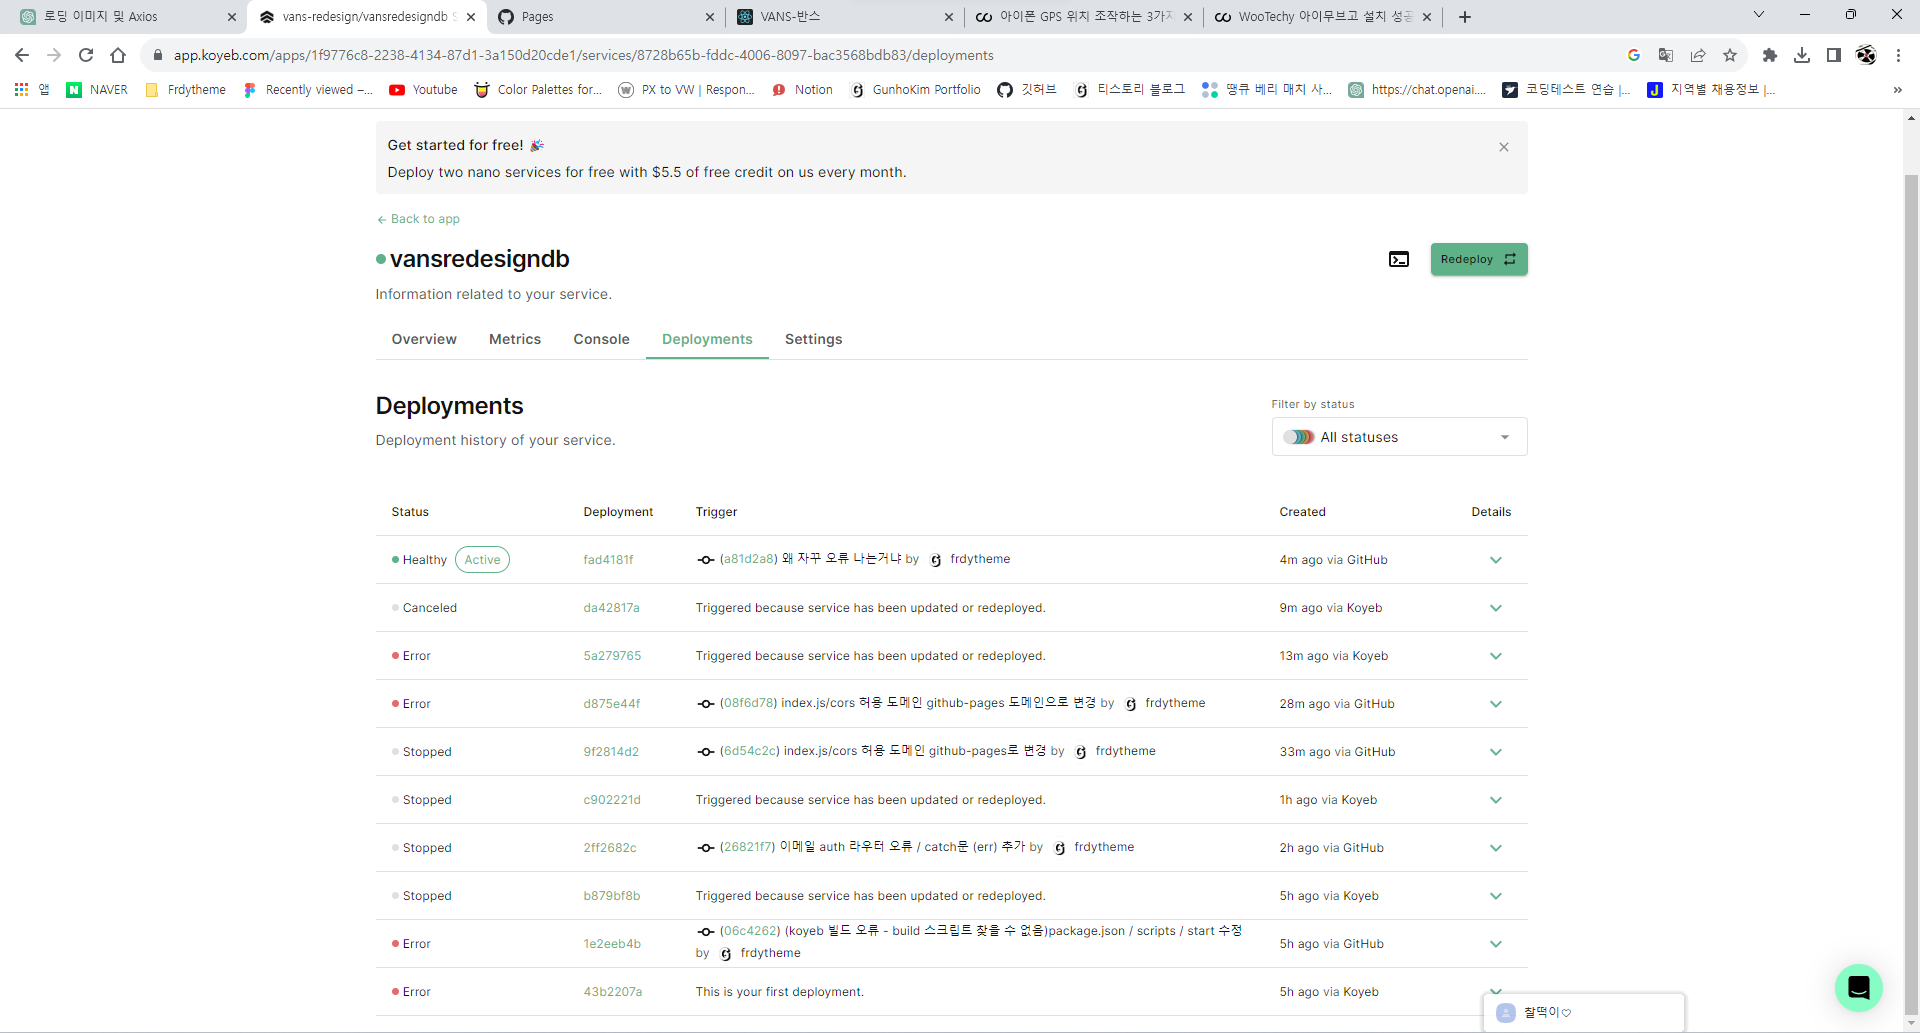 로딩 이미지 및 Axios
vans-redesign/vansredesigndb S
Pages
VANS-반스
아이폰 GPS 위치 조작하는 3가지
WooTechy 아이무브고 설치 성공
app.koyeb.com/apps/1f9776c8-2238-4134-87d1-3a150d20cde1/services/8728b65b-fddc-4006-8097-bac3568bdb83/deployments
앱
NAVER
Frdytheme
Recently viewed –...
Youtube
Color Palettes for...
PX to VW | Respon...
Notion
GunhoKim Portfolio
깃허브
티스토리 블로그
땡큐 베리 매치 사...
https://chat.openai....
코딩테스트 연습 |...
지역별 채용정보 |...
Get started for free! 🎉
Deploy two nano services for free with $5.5 of free credit on us every month.
← Back to app
vansredesigndb
Redeploy
Information related to your service.
Overview Metrics Console Deployments Settings
Deployments
Deployment history of your service.
Filter by status
All statuses
Status Deployment Trigger Created Details
Healthy Active fad4181f (a81d2a8) 왜 자꾸 오류 나는거냐 by frdytheme 4m ago via GitHub
Canceled da42817a Triggered because service has been updated or redeployed. 9m ago via Koyeb
Error 5a279765 Triggered because service has been updated or redeployed. 13m ago via Koyeb
Error d875e44f (08f6d78) index.js/cors 허용 도메인 github-pages 도메인으로 변경 by frdytheme 28m ago via GitHub
Stopped 9f2814d2 (6d54c2c) index.js/cors 허용 도메인 github-pages로 변경 by frdytheme 33m ago via GitHub
Stopped c902221d Triggered because service has been updated or redeployed. 1h ago via Koyeb
Stopped 2ff2682c (26821f7) 이메일 auth 라우터 오류 / catch문 (err) 추가 by frdytheme 2h ago via GitHub
Stopped b879bf8b Triggered because service has been updated or redeployed. 5h ago via Koyeb
Error 1e2eeb4b (06c4262) (koyeb 빌드 오류 - build 스크립트 찾을 수 없음)package.json / scripts / start 수정
by frdytheme 5h ago via GitHub
Error 43b2207a This is your first deployment. 5h ago via Koyeb
찰떡이♡